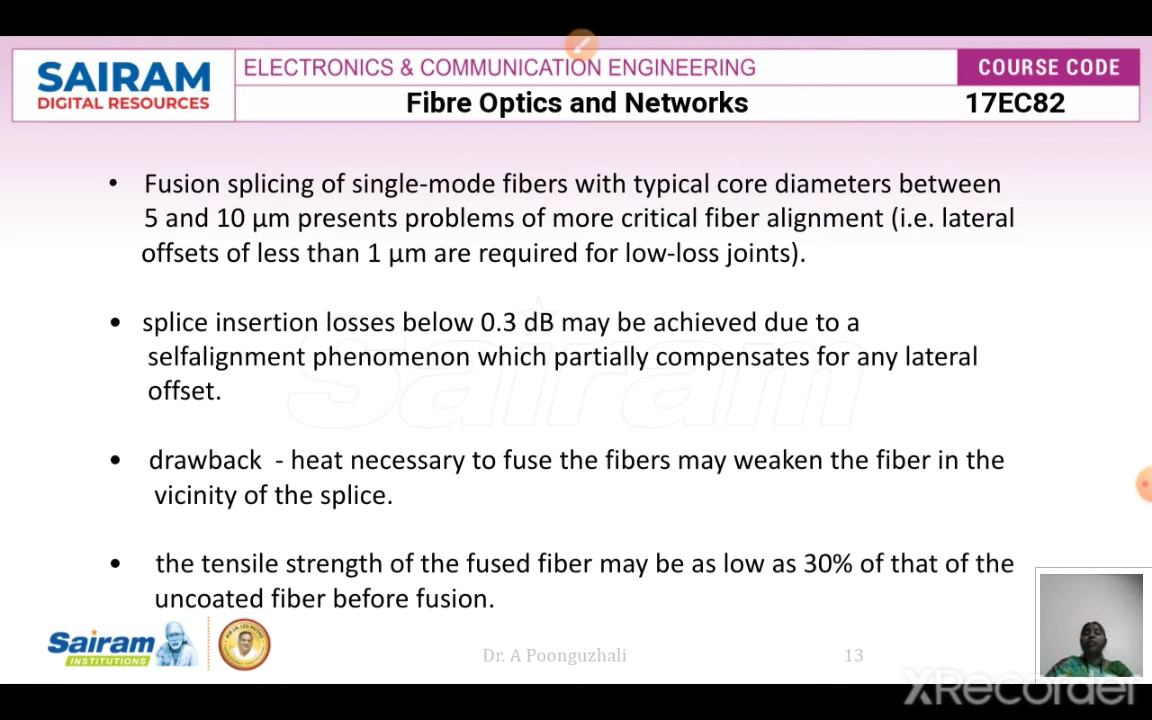 SAIRAM
DIGITAL RESOURCES
ELECTRONICS & COMMUNICATION ENGINEERING
COURSE CODE
Fibre Optics and Networks
17EC82
• Fusion splicing of single-mode fibers with typical core diameters between
5 and 10 μm presents problems of more critical fiber alignment (i.e. lateral
offsets of less than 1 μm are required for low-loss joints).
• splice insertion losses below 0.3 dB may be achieved due to a
selfalignment phenomenon which partially compensates for any lateral
offset.
• drawback - heat necessary to fuse the fibers may weaken the fiber in the
vicinity of the splice.
• the tensile strength of the fused fiber may be as low as 30% of that of the
uncoated fiber before fusion.
Sairam
Sairam
INSTITUTIONS
Dr. A Poonguzhali
13
XRecorder